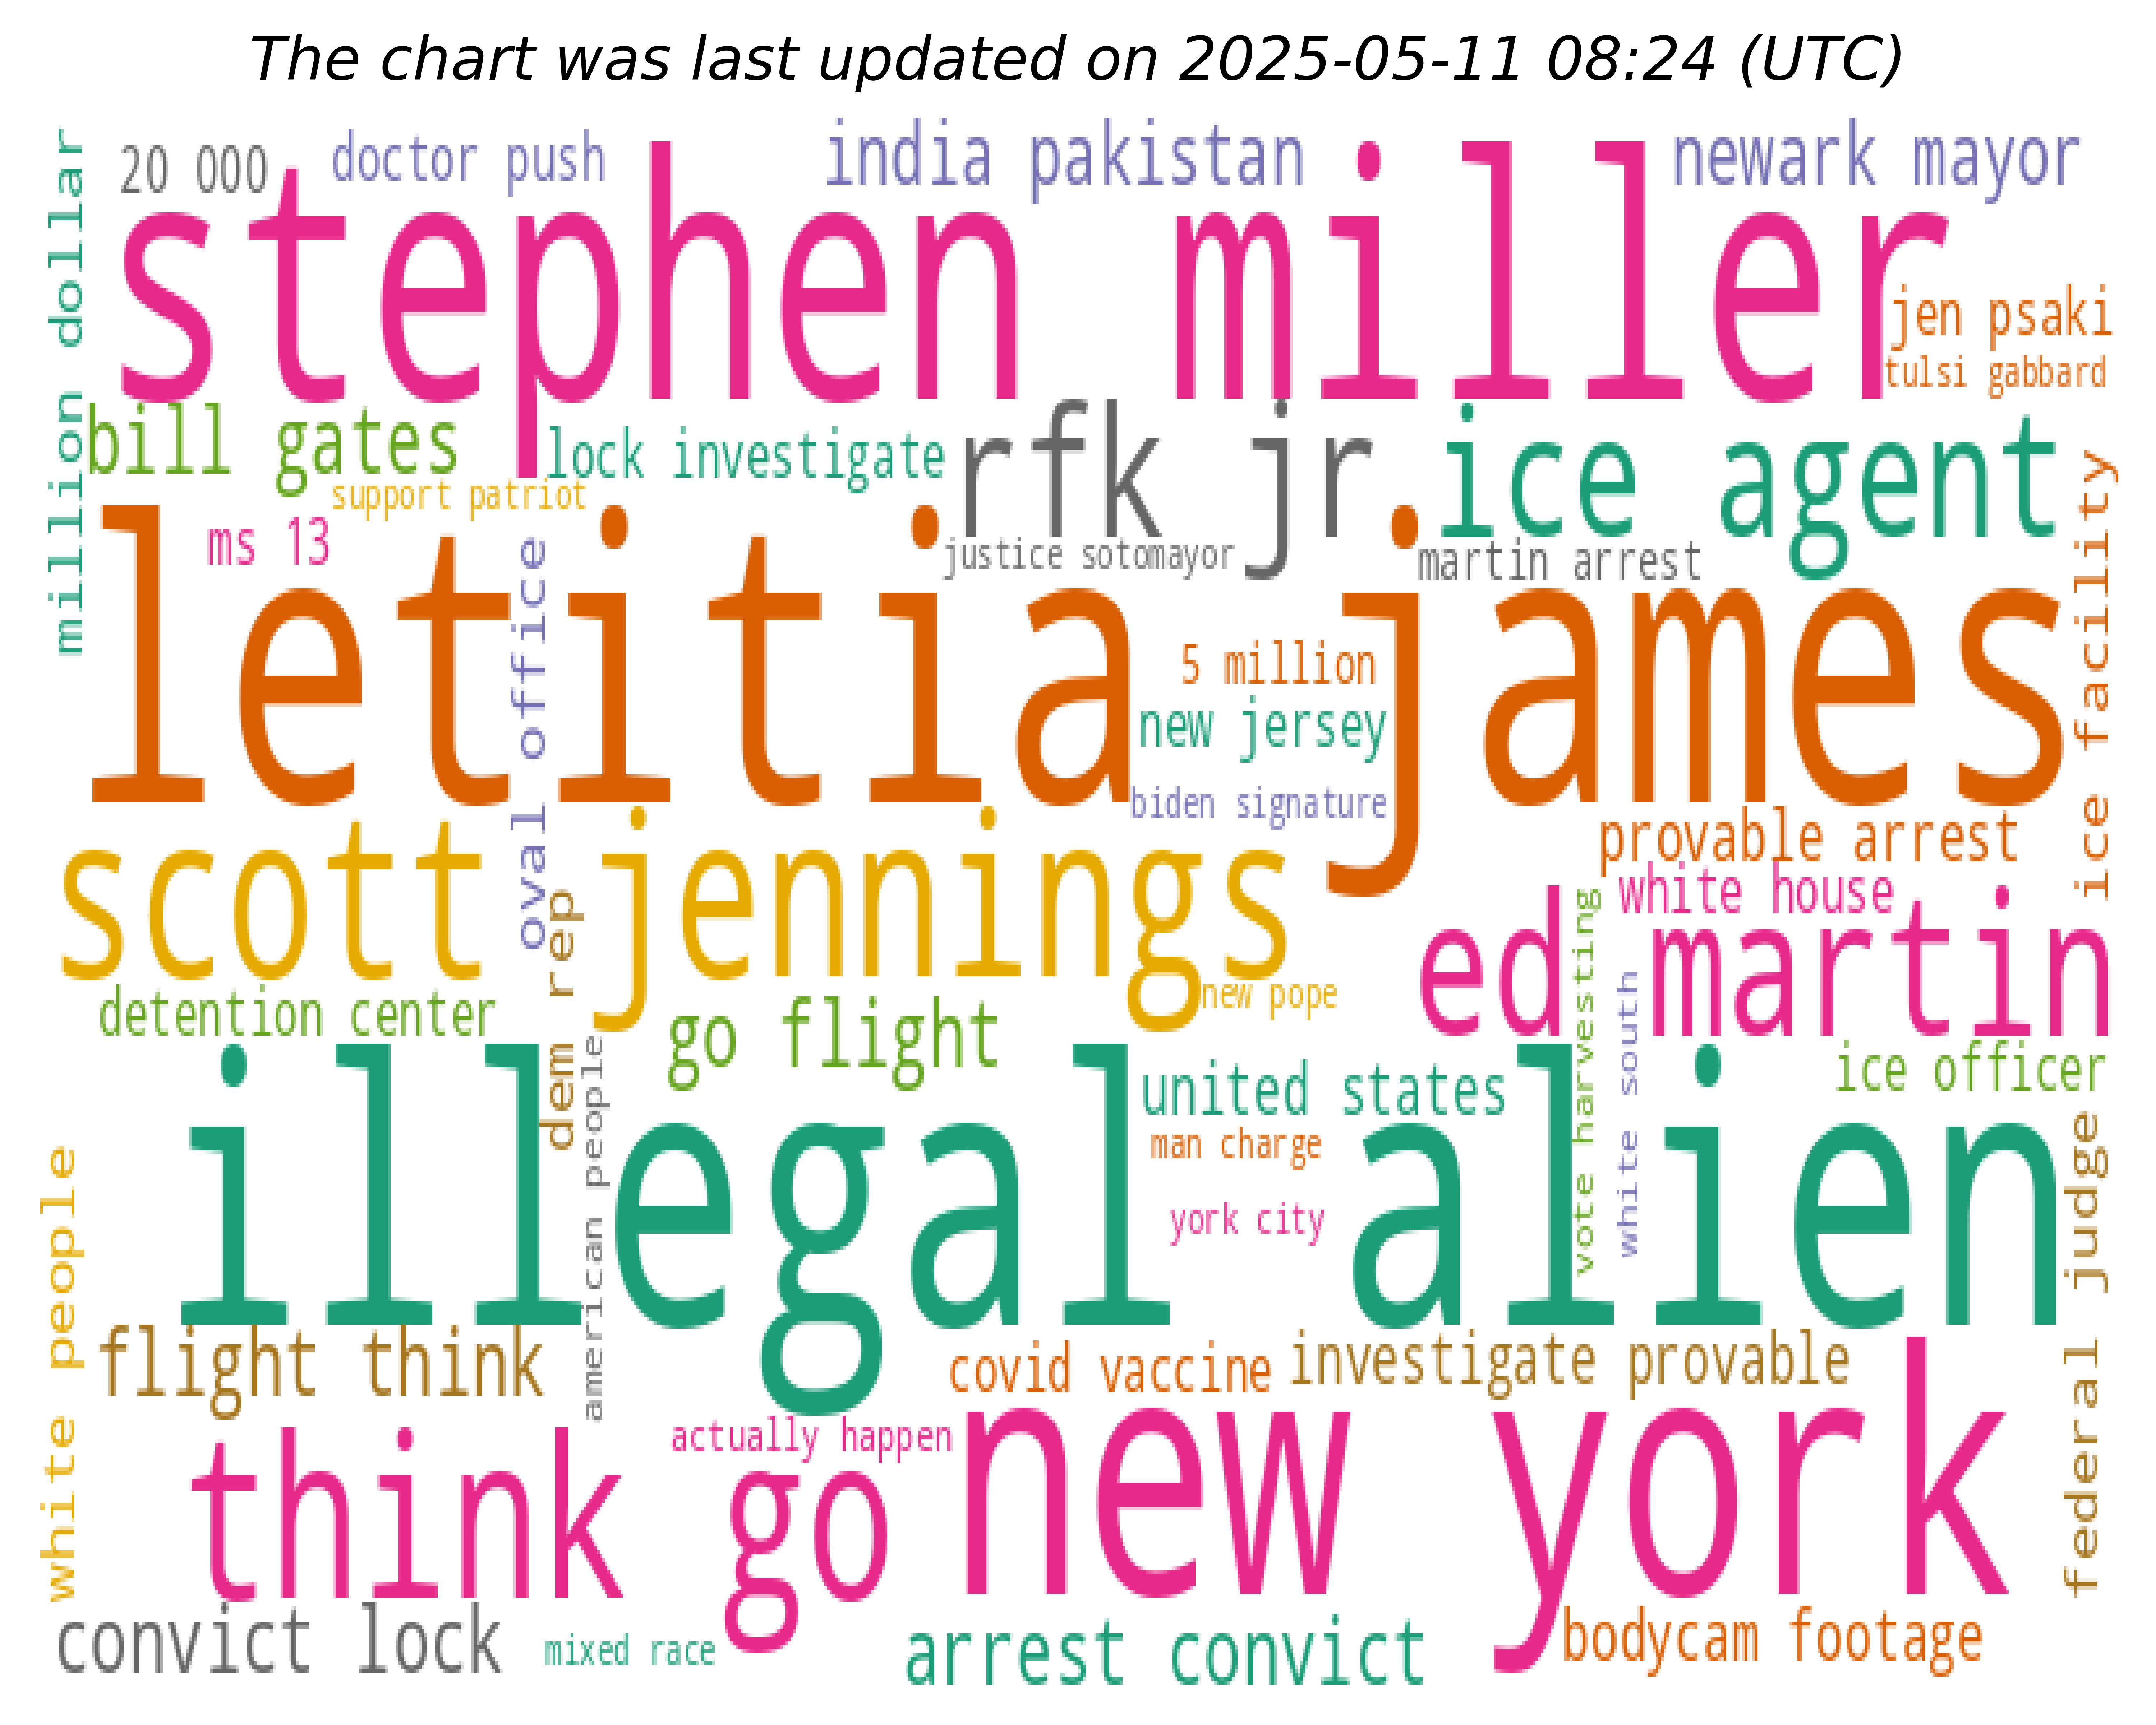 The chart was last updated on 2025-05-11 08:24 (UTC)
million dollar
20 000
doctor push
india pakistan
newark mayor
stephen miller
jen psaki
tulsi gabbard
bill gates
lock investigate
rfk jr
ice agent
support patriot
ms 13
justice sotomayor
martin arrest
ice facility
oval office
letitia james
5 million
new jersey
biden signature
provable arrest
scott jennings
white house
ed martin
dem rep
vote harvesting
white south
new pope
detention center
go flight
american people
united states
ice officer
illegal alien
man charge
york city
federal judge
white people
flight think
covid vaccine
investigate provable
actually happen
think go
new york
convict lock
mixed race
arrest convict
bodycam footage